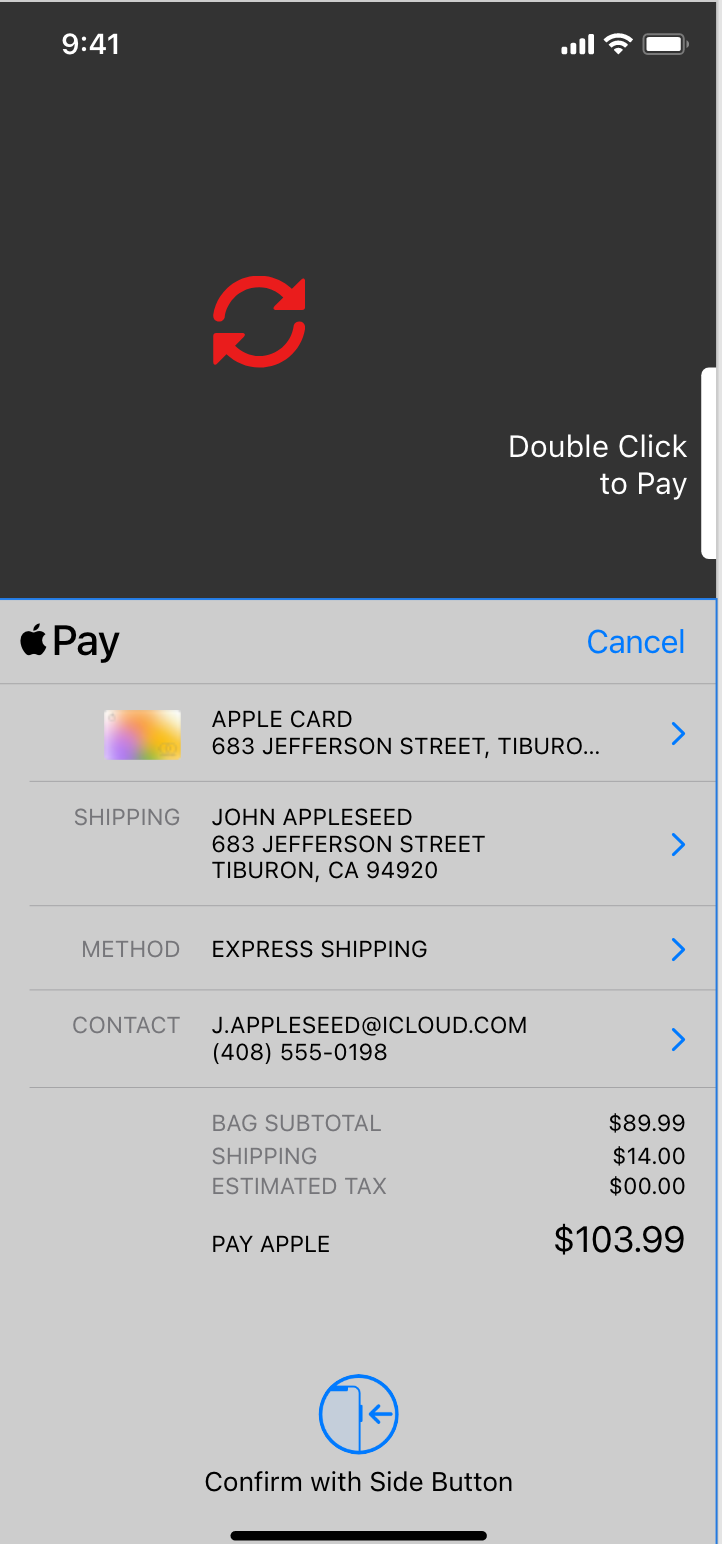 9:41
Double Click
to Pay
Pay
Cancel
APPLE CARD
683 JEFFERSON STREET, TIBURO...
SHIPPING
JOHN APPLESEED
683 JEFFERSON STREET
TIBURON, CA 94920
METHOD
EXPRESS SHIPPING
CONTACT
J.APPLESEED@ICLOUD.COM
(408) 555-0198
BAG SUBTOTAL $89.99
SHIPPING $14.00
ESTIMATED TAX $00.00
PAY APPLE $103.99
Confirm with Side Button